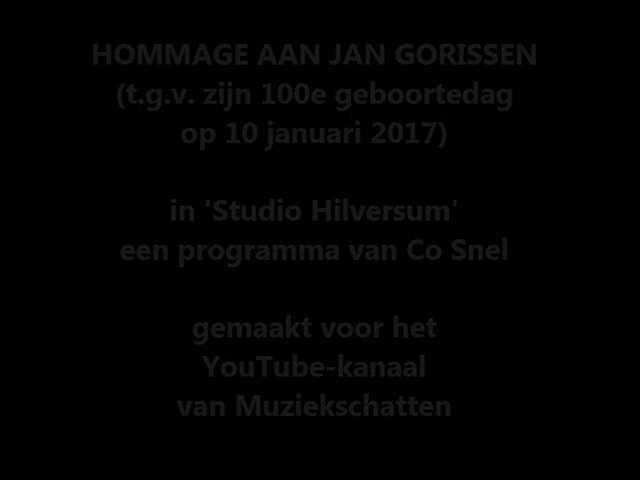 HOMMAGE AAN JAN GORISSEN
(t.g.v. zijn 100e geboortedag
op 10 januari 2017)
in 'Studio Hilversum'
een programma van Co Snel
gemaakt voor het
YouTube-kanaal
van Muziekschatten